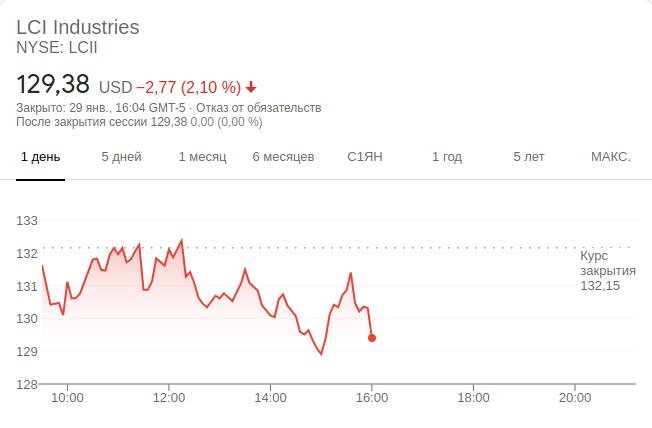 LCI Industries
NYSE: LCII
129,38 USD −2,77 (2,10 %)
Закрыто: 29 янв., 16:04 GMT-5 · Отказ от обязательств
После закрытия сессии 129,38 0,00 (0,00 %)
1 день 5 дней 1 месяц 6 месяцев С1ЯН 1 год 5 лет МАКС.
133
132
131
130
129
128
Курс
закрытия
132,15
10:00 12:00 14:00 16:00 18:00 20:00